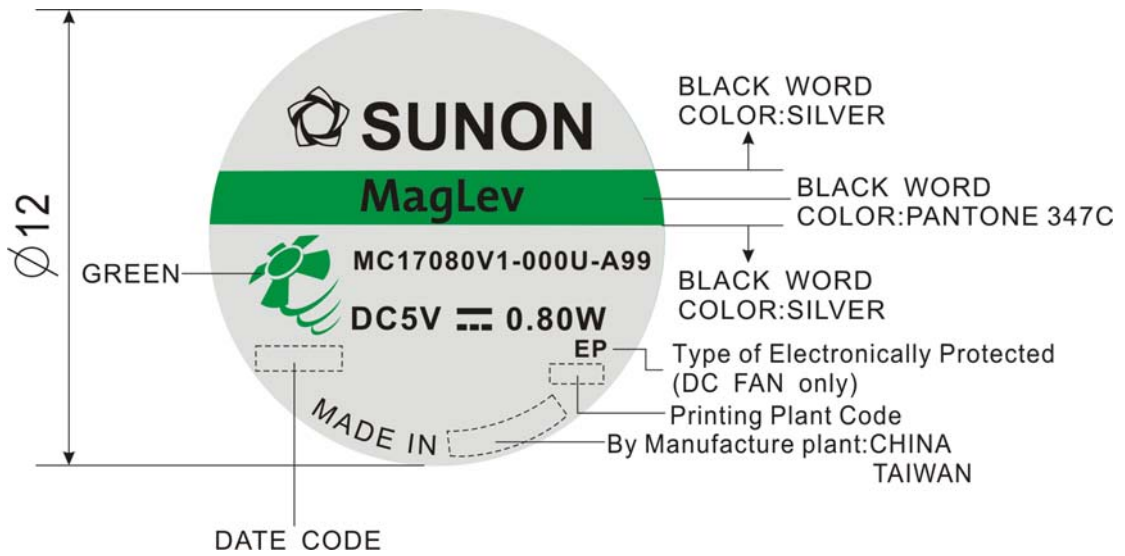 SUNON
MagLev
MC17080V1-000U-A99
DC5V ⎓ 0.80W
EP
MADE IN
Ø12
GREEN
DATE CODE
BLACK WORD
COLOR:SILVER
BLACK WORD
COLOR:PANTONE 347C
BLACK WORD
COLOR:SILVER
Type of Electronically Protected
(DC FAN only)
Printing Plant Code
By Manufacture plant:CHINA
TAIWAN